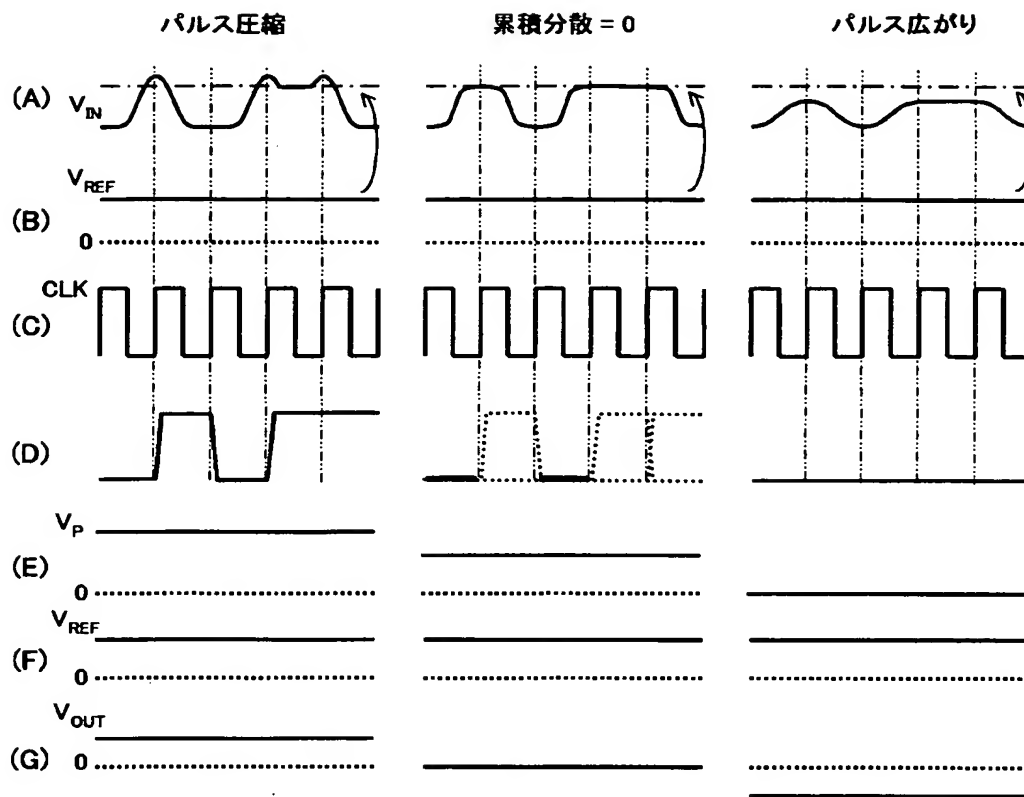 パルス圧縮 累積分散 = 0 パルス広がり
(A) V_IN
V_REF
(B) 0
CLK
(C)
(D)
V_P
(E) 0
V_REF
(F) 0
V_OUT
(G) 0